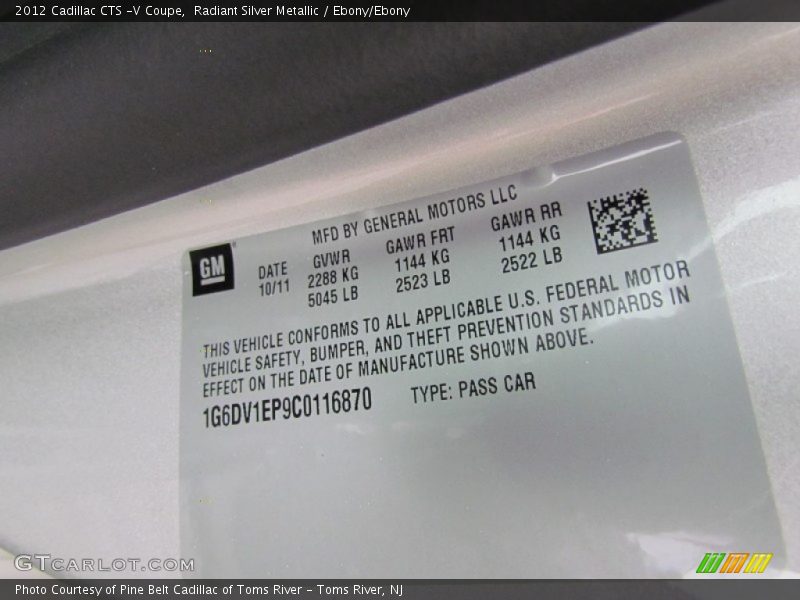 2012 Cadillac CTS -V Coupe, Radiant Silver Metallic / Ebony/Ebony
MFD BY GENERAL MOTORS LLC
GM
DATE GVWR GAWR FRT GAWR RR
10/11 2288 KG 1144 KG 1144 KG
5045 LB 2523 LB 2522 LB
THIS VEHICLE CONFORMS TO ALL APPLICABLE U.S. FEDERAL MOTOR
VEHICLE SAFETY, BUMPER, AND THEFT PREVENTION STANDARDS IN
EFFECT ON THE DATE OF MANUFACTURE SHOWN ABOVE.
1G6DV1EP9C0116870 TYPE: PASS CAR
GTCARLOT.COM
Photo Courtesy of Pine Belt Cadillac of Toms River - Toms River, NJ